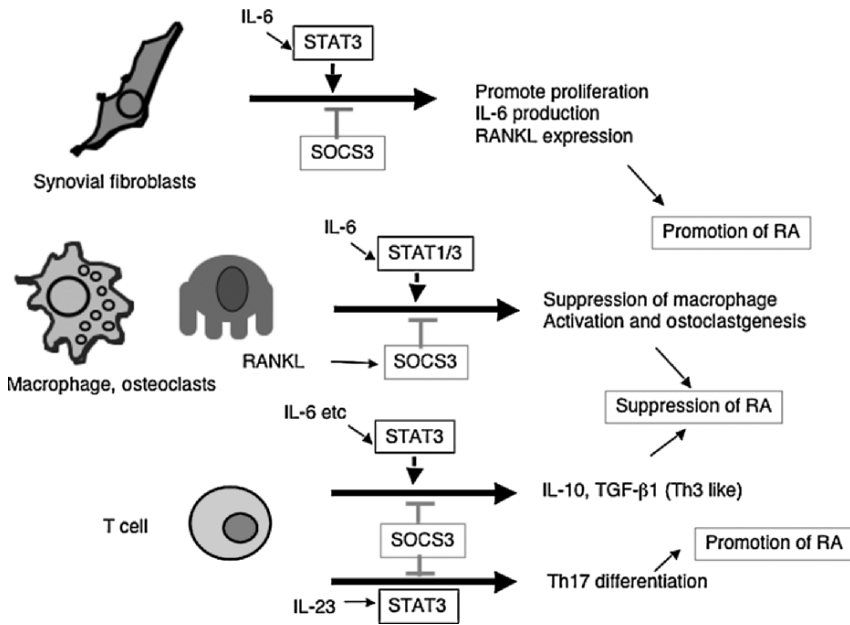 IL-6
STAT3
Promote proliferation
IL-6 production
RANKL expression
SOCS3
Synovial fibroblasts
Promotion of RA
IL-6
STAT1/3
Suppression of macrophage
Activation and ostoclastgenesis
RANKL
SOCS3
Macrophage, osteoclasts
Suppression of RA
IL-6 etc
STAT3
IL-10, TGF-β1 (Th3 like)
T cell
SOCS3
Promotion of RA
Th17 differentiation
IL-23
STAT3